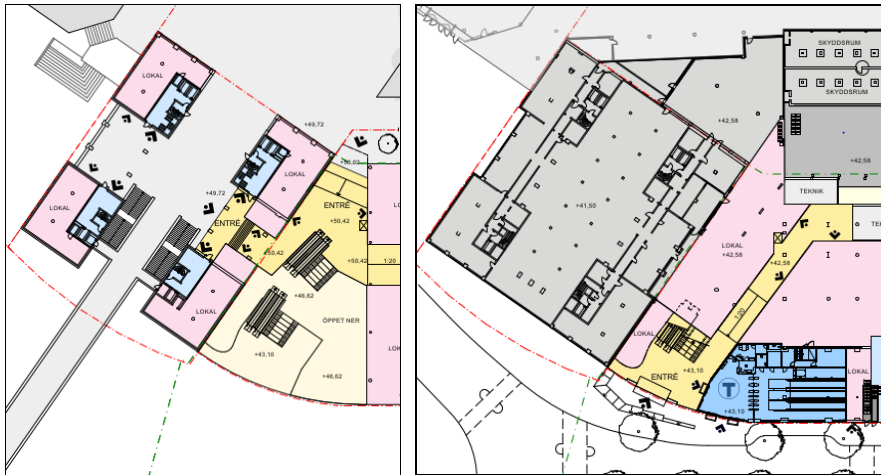 LOKAL
+49,72
+50,02
LOKAL
LOKAL
+49,72
ENTRÉ
ENTRÉ
+50,42
+50,42
+50,42
1:20
+46,62
LOKAL
ÖPPET NER
+43,10
+46,62
SKYDDSRUM
SKYDDSRUM
+42,58
+42,58
TEKNIK
+41,50
LOKAL
+42,58
+42,58
1:20
LOKAL
ENTRÉ
+43,10
LOKAL
T
+43,10